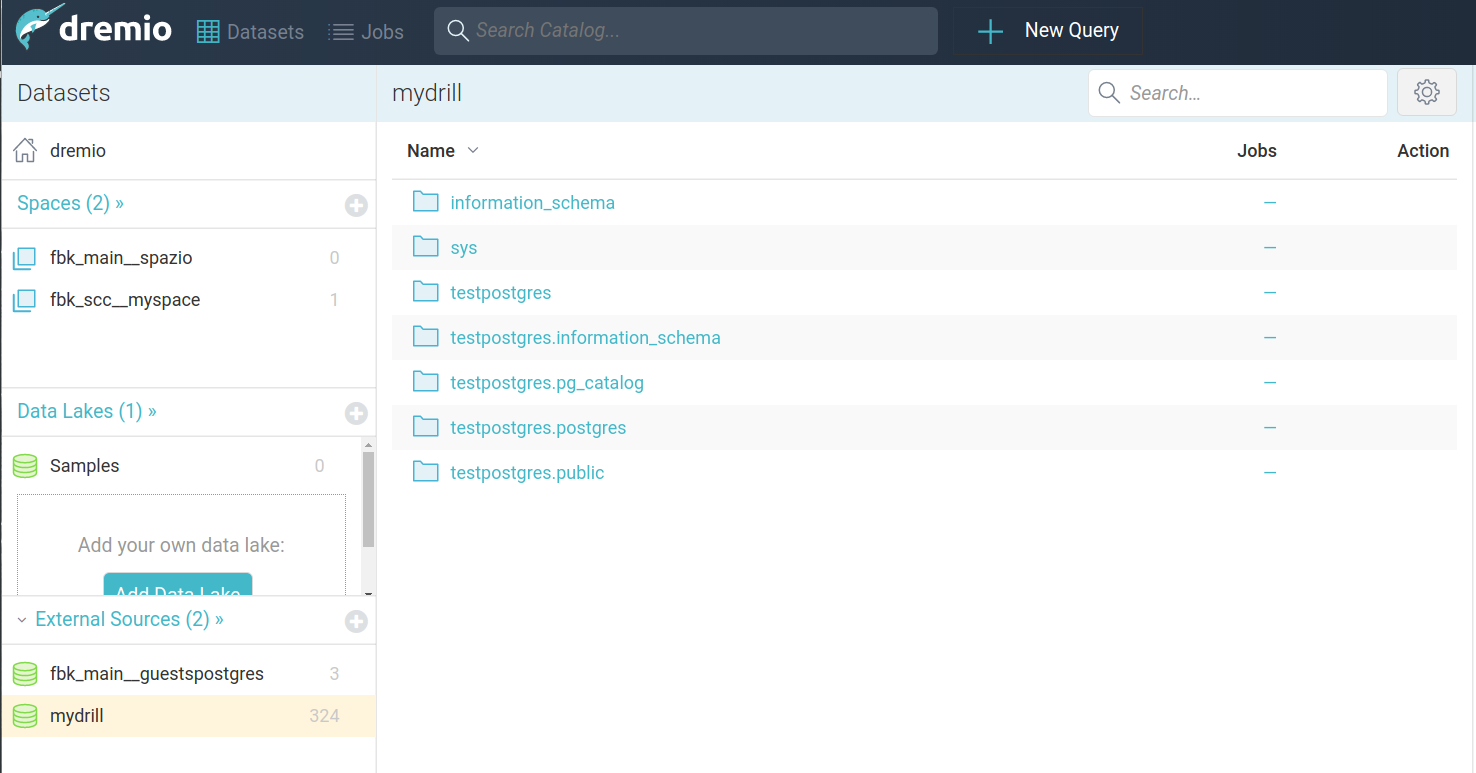 dremio
Datasets
Jobs
Search Catalog...
New Query
Datasets
mydrill
Search...
dremio
Name
Jobs
Action
Spaces (2) »
fbk_main__spazio 0
fbk_scc__myspace 1
Data Lakes (1) »
Samples 0
Add your own data lake:
Add Data Lake
External Sources (2) »
fbk_main__guestspostgres 3
mydrill 324
information_schema —
sys —
testpostgres —
testpostgres.information_schema —
testpostgres.pg_catalog —
testpostgres.postgres —
testpostgres.public —